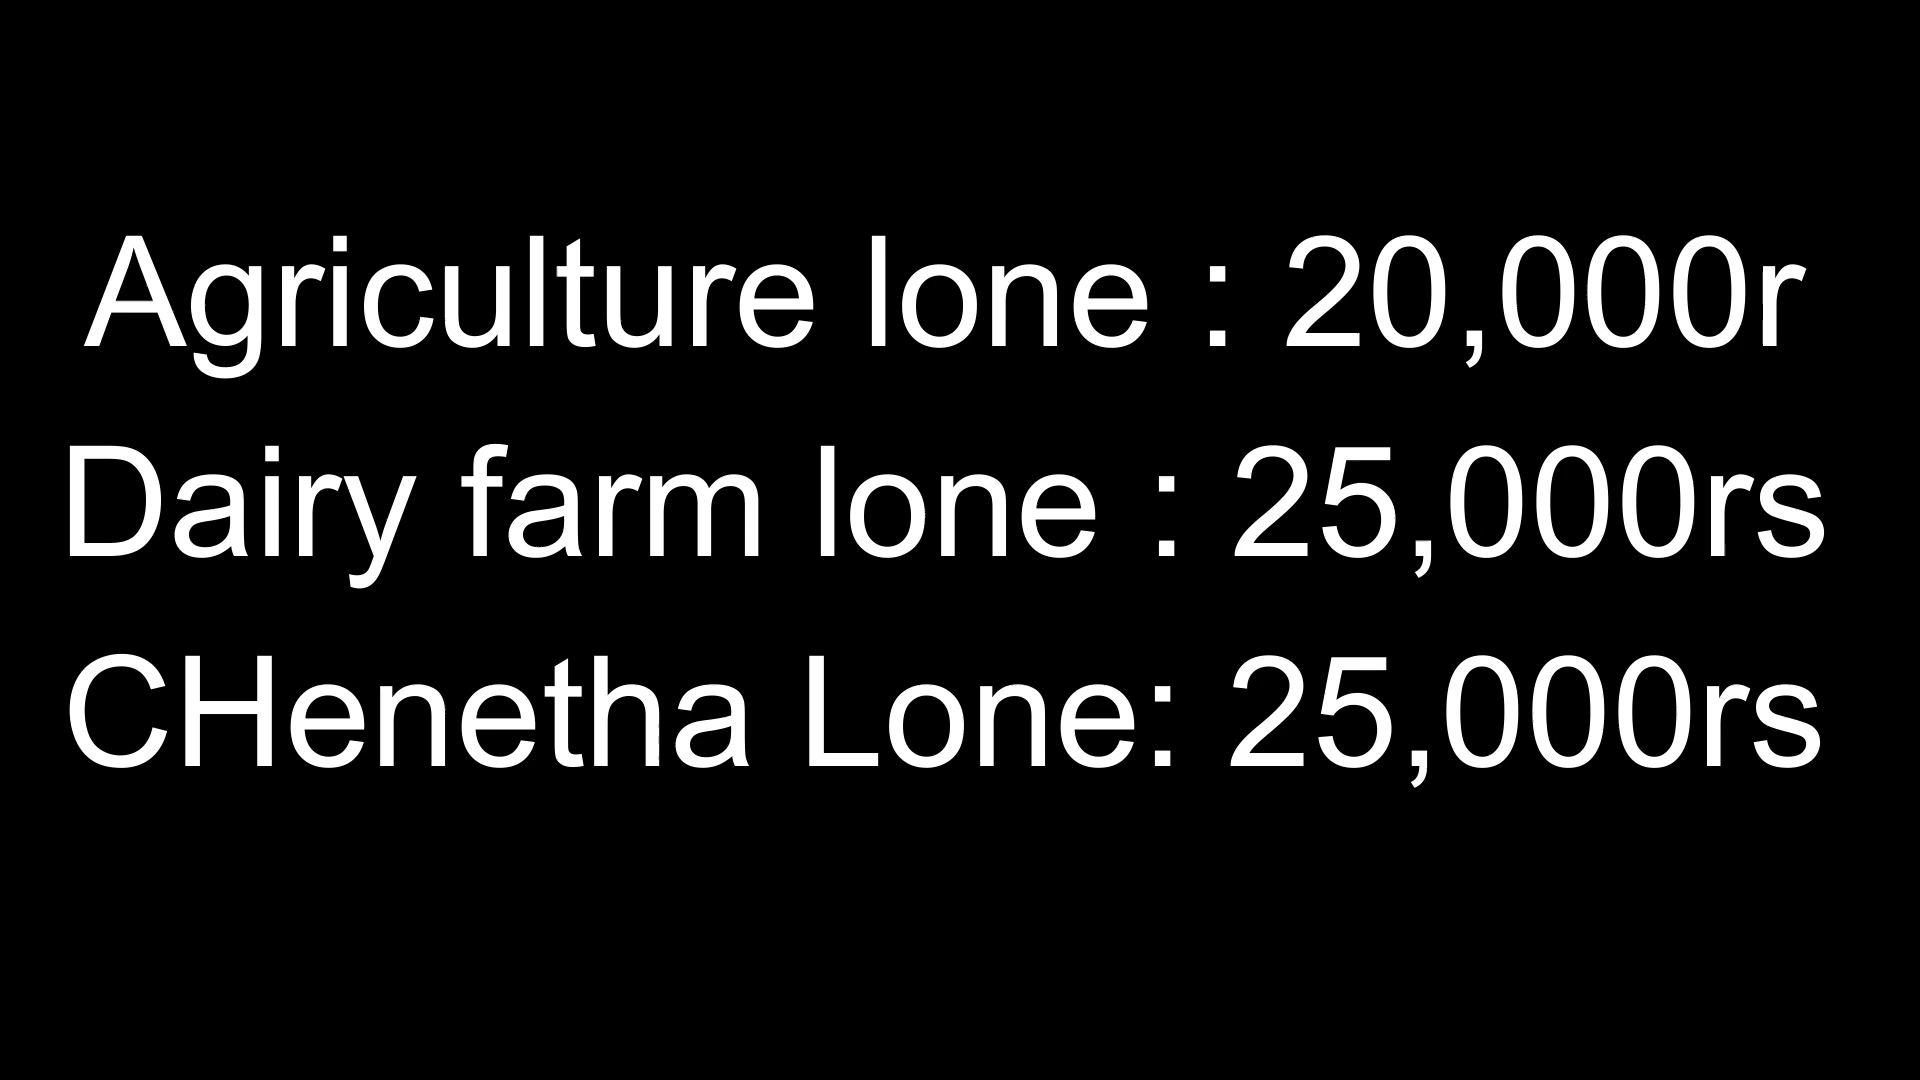 Agriculture lone : 20,000r
Dairy farm lone : 25,000rs
CHenetha Lone: 25,000rs